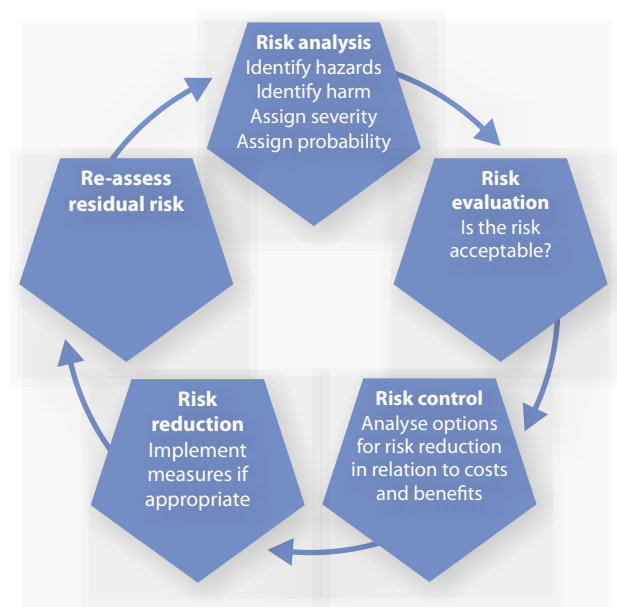 Risk analysis
Identify hazards
Identify harm
Assign severity
Assign probability
Risk
evaluation
Is the risk
acceptable?
Risk control
Analyse options
for risk reduction
in relation to costs
and benefits
Risk
reduction
Implement
measures if
appropriate
Re-assess
residual risk